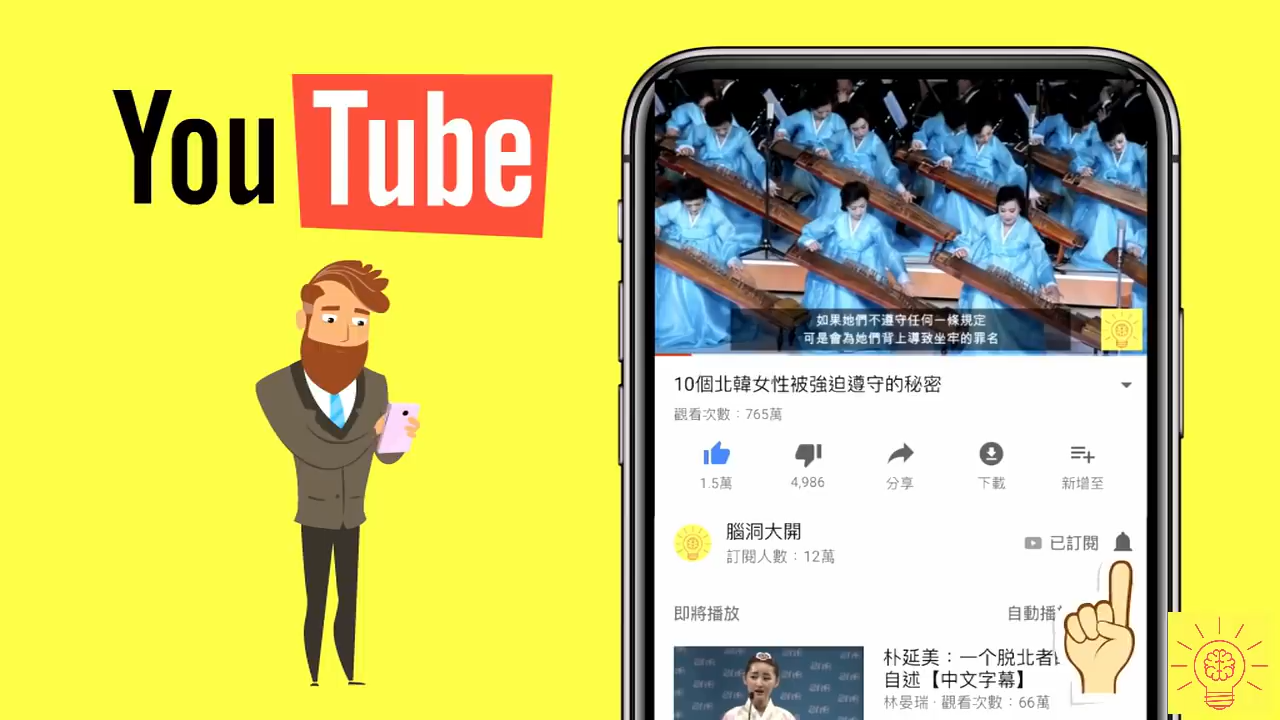 YouTube
如果她們不遵守任何一條規定
可是會為她們背上導致坐牢的罪名
10個北韓女性被強迫遵守的秘密
觀看次數：765萬
1.5萬
4,986
分享
下載
新增至
腦洞大開
訂閱人數：12萬
已訂閱
即將播放
自動播
朴延美：一个脱北者
自述【中文字幕】
林晏瑞 · 觀看次數：66萬